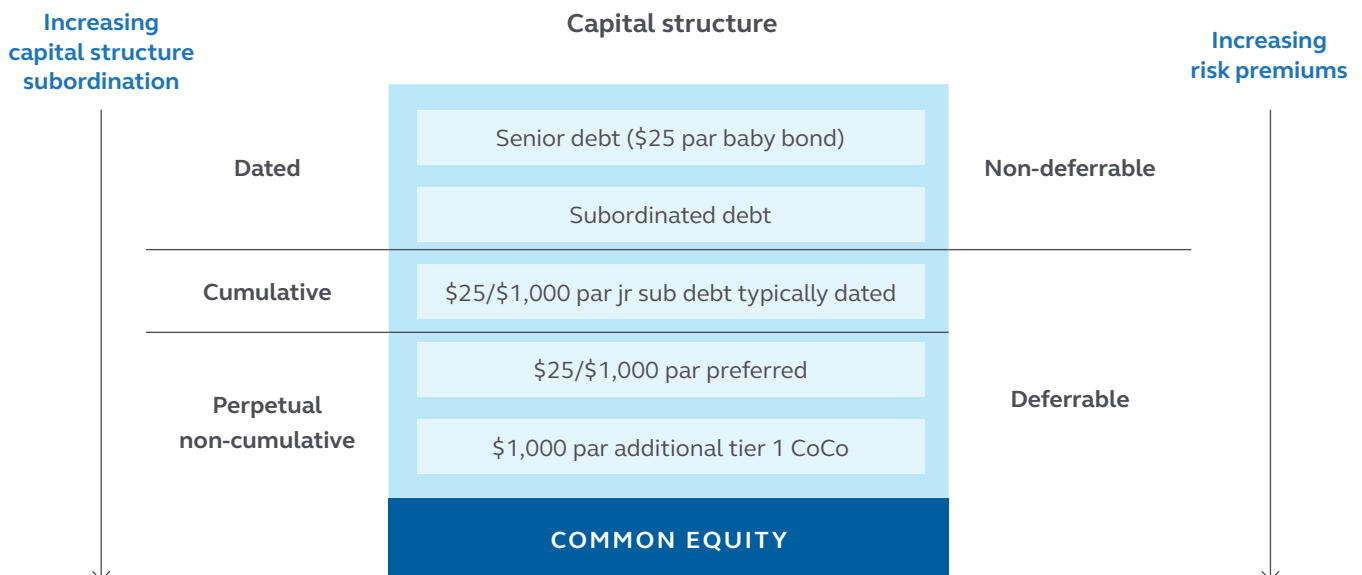 Increasing
capital structure
subordination
Capital structure
Increasing
risk premiums
Dated
Senior debt ($25 par baby bond)
Non-deferrable
Subordinated debt
Cumulative
$25/$1,000 par jr sub debt typically dated
$25/$1,000 par preferred
Perpetual
non-cumulative
Deferrable
$1,000 par additional tier 1 CoCo
COMMON EQUITY